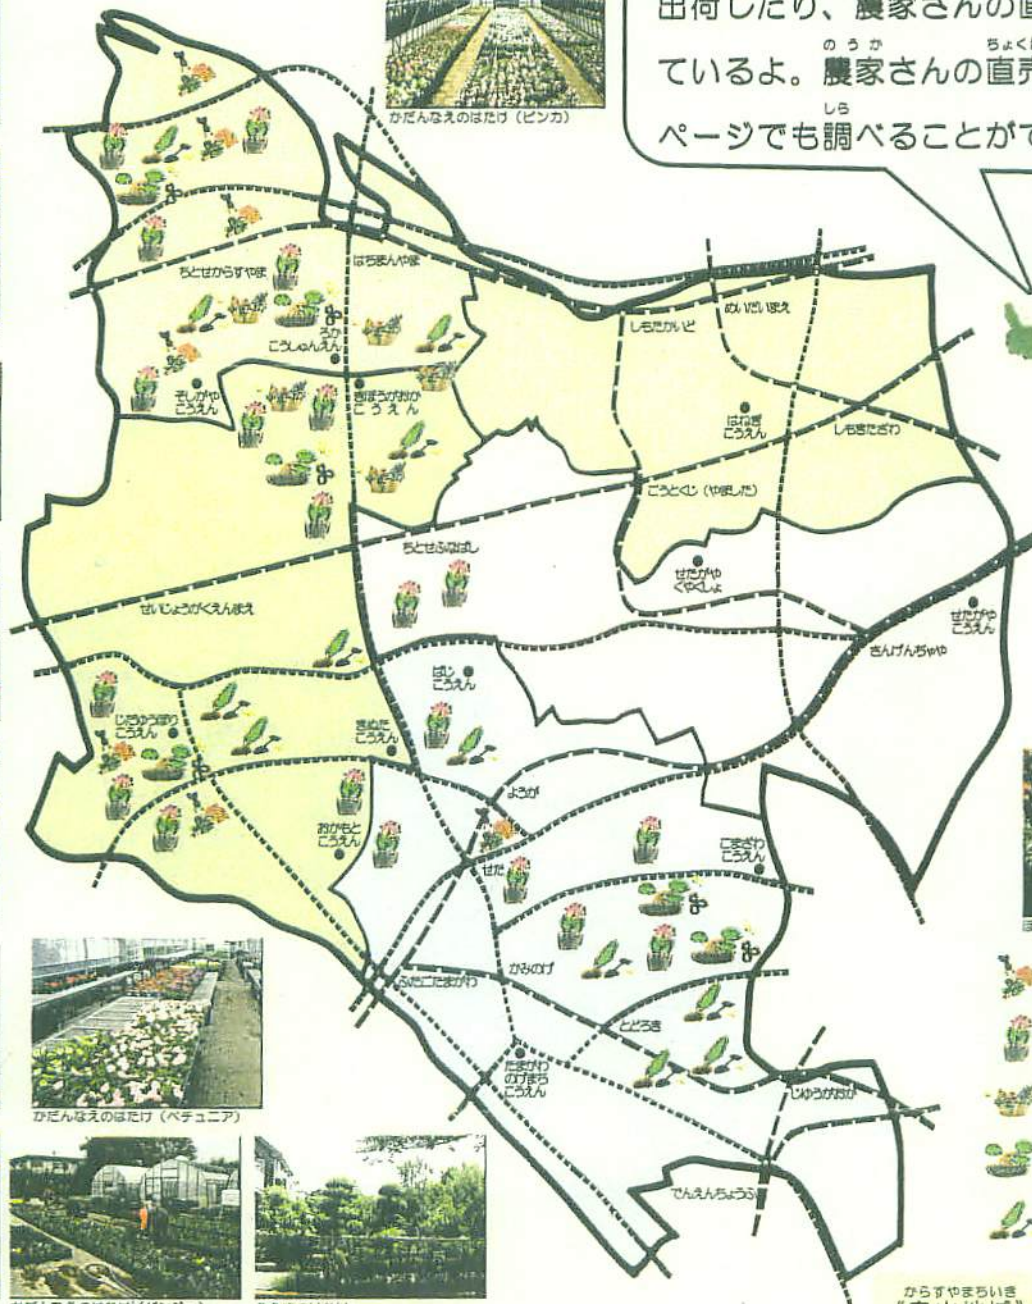 出荷したり、農家さんの直
のうか
ているよ。農家さんの直売
しら
ページでも調べることがで
かだんなえのはたけ（ビンカ）
ちとせからすやま
はちまんやま
ろか
こうしゅんえん
そしがや
こうえん
きぼうがおか
こうえん
しもたかいど
めいだいまえ
はねぎ
こうえん
しもきたざわ
ごうとくじ（やました）
ちとせふなばし
せたがや
くやくしょ
せたがや
こうえん
さんげんぢゃや
せいじょうがくえんまえ
ばじ
こうえん
じだゆうぼり
こうえん
きぬた
こうえん
ようが
おかもと
こうえん
せた
こまざわ
こうえん
かみのげ
ふたこたまがわ
とどろき
たまがわ
のげまち
こうえん
じゆうがおか
でんえんちょうふ
かだんなえのはたけ（ペチュニア）
からすやまちいき